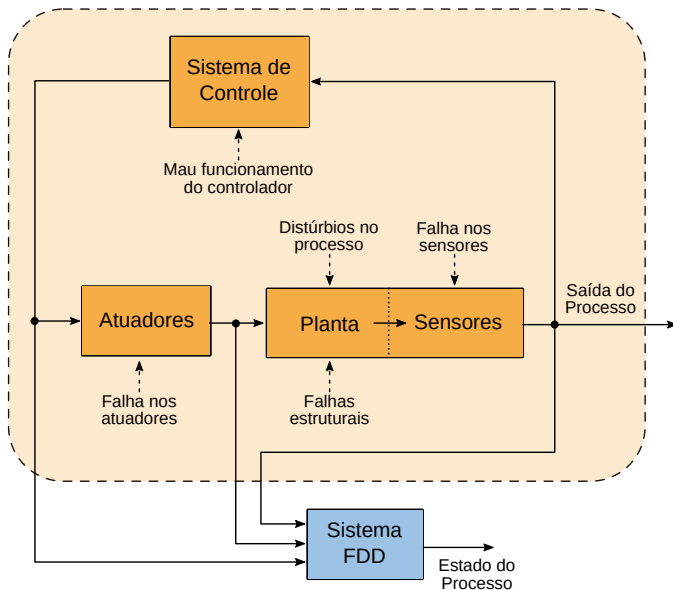 Sistema de
Controle
Mau funcionamento
do controlador
Distúrbios no
processo
Falha nos
sensores
Saída do
Processo
Atuadores
Planta
Sensores
Falha nos
atuadores
Falhas
estruturais
Sistema
FDD
Estado do
Processo